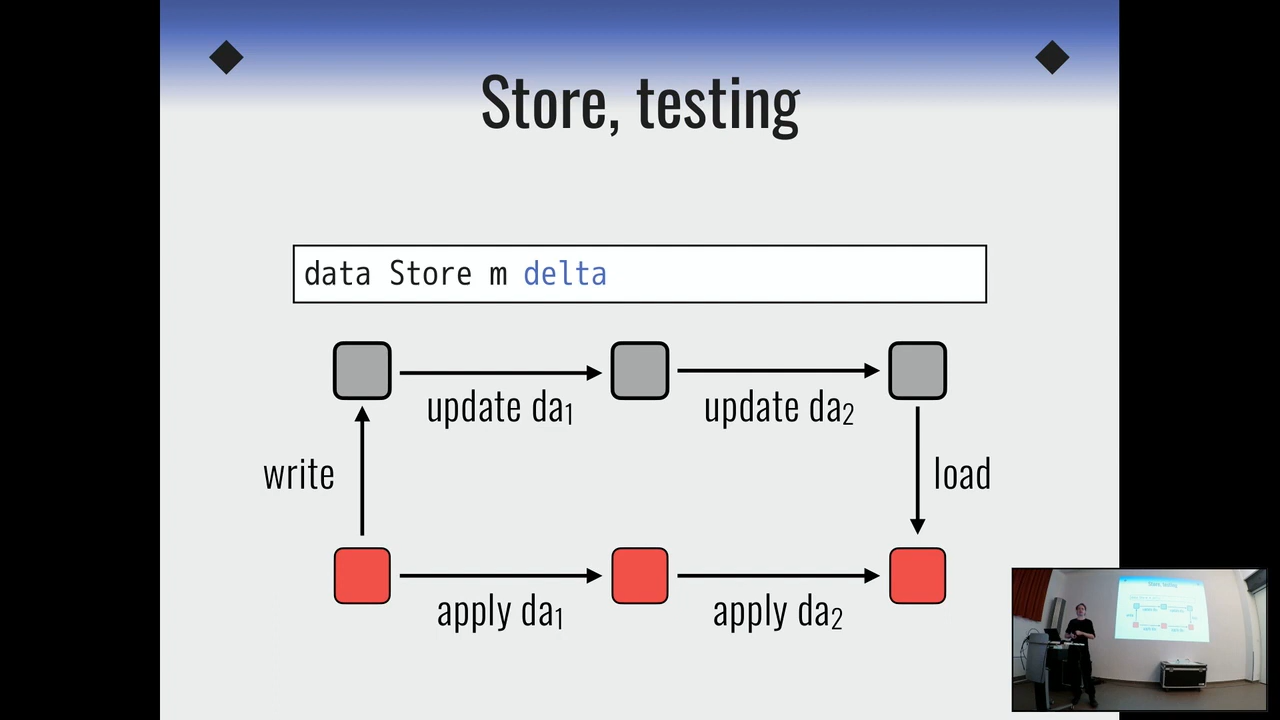 Store, testing
data Store m delta
update da₁
update da₂
write
load
apply da₁
apply da₂